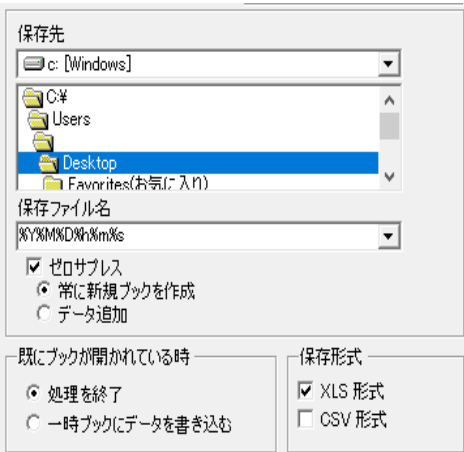 保存先
c: [Windows]
C:¥
Users
Desktop
Favorites(お気に入り)
保存ファイル名
%Y%M%D%h%m%s
ゼロサプレス
常に新規ブックを作成
データ追加
既にブックが開かれている時
処理を終了
一時ブックにデータを書き込む
保存形式
XLS 形式
CSV 形式